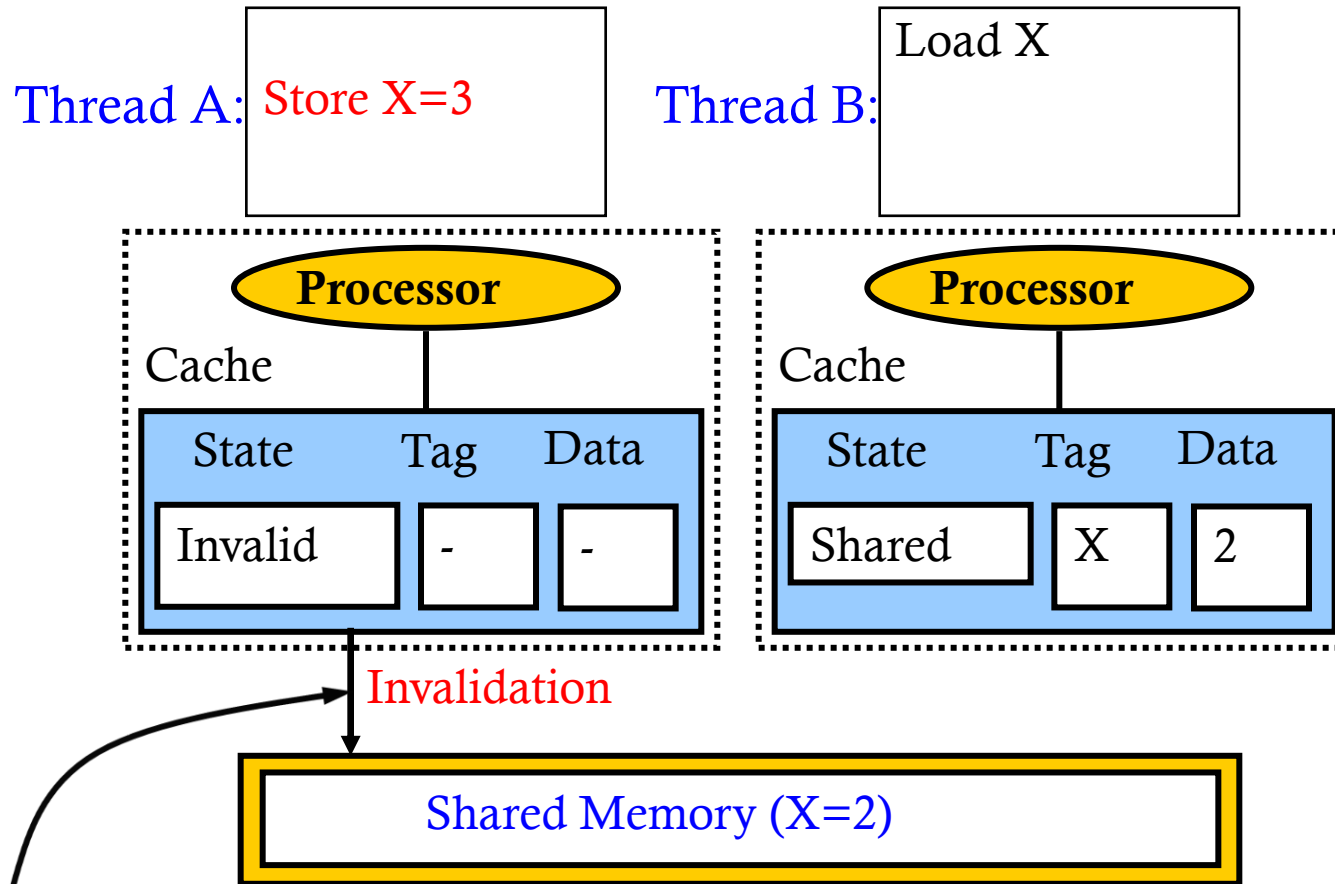 Thread A:
Store X=3
Thread B:
Load X
Processor
Cache
State Tag Data
Invalid - -
Processor
Cache
State Tag Data
Shared X 2
Invalidation
Shared Memory (X=2)